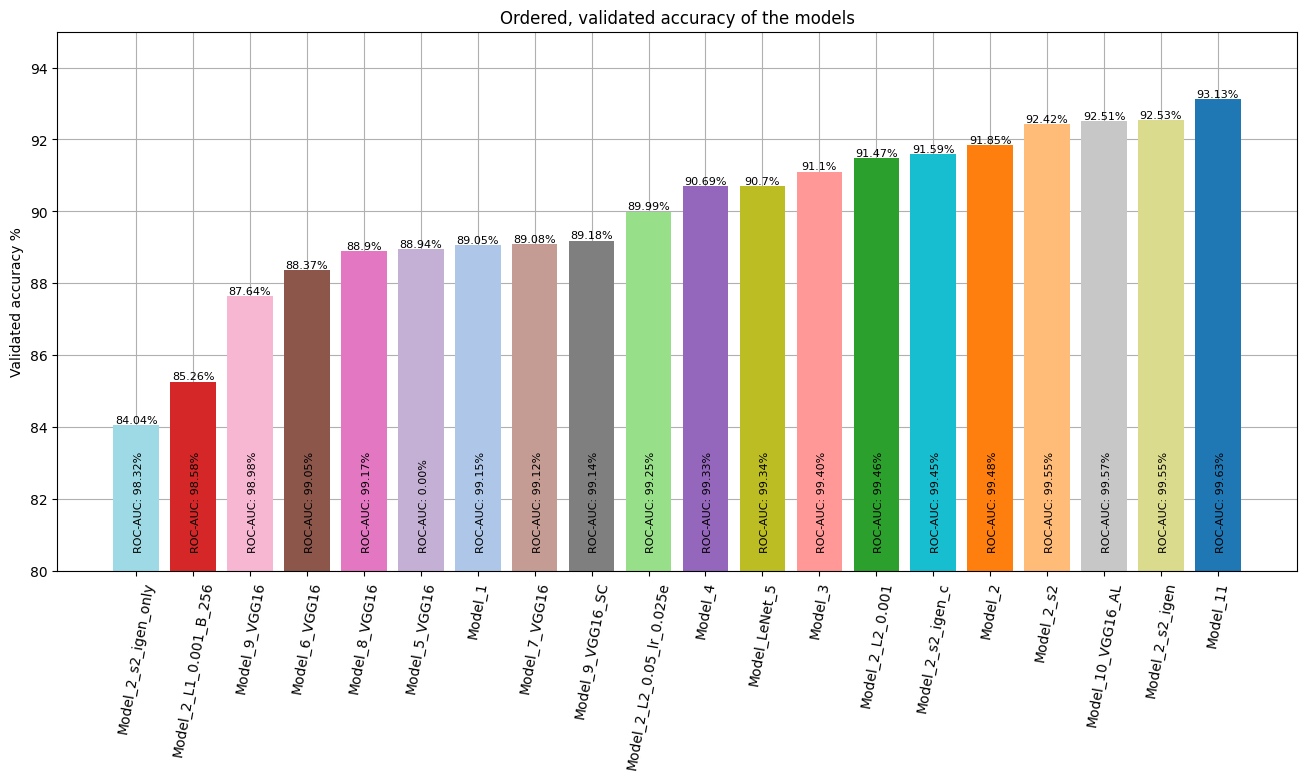 Ordered, validated accuracy of the models
Validated accuracy %
94
92
90
88
86
84
82
80
84.04%
85.26%
87.64%
88.37%
88.9%
88.94%
89.05%
89.08%
89.18%
89.99%
90.69%
90.7%
91.1%
91.47%
91.59%
91.85%
92.42%
92.51%
92.53%
93.13%
ROC-AUC: 98.32%
ROC-AUC: 98.58%
ROC-AUC: 98.98%
ROC-AUC: 99.05%
ROC-AUC: 99.17%
ROC-AUC: 0.00%
ROC-AUC: 99.15%
ROC-AUC: 99.12%
ROC-AUC: 99.14%
ROC-AUC: 99.25%
ROC-AUC: 99.33%
ROC-AUC: 99.34%
ROC-AUC: 99.40%
ROC-AUC: 99.46%
ROC-AUC: 99.45%
ROC-AUC: 99.48%
ROC-AUC: 99.55%
ROC-AUC: 99.57%
ROC-AUC: 99.55%
ROC-AUC: 99.63%
Model_2_s2_igen_only
Model_2_L1_0.001_B_256
Model_9_VGG16
Model_6_VGG16
Model_8_VGG16
Model_5_VGG16
Model_1
Model_7_VGG16
Model_9_VGG16_SC
Model_2_L2_0.05_lr_0.025e
Model_4
Model_LeNet_5
Model_3
Model_2_L2_0.001
Model_2_s2_igen_c
Model_2
Model_2_s2
Model_10_VGG16_AL
Model_2_s2_igen
Model_11